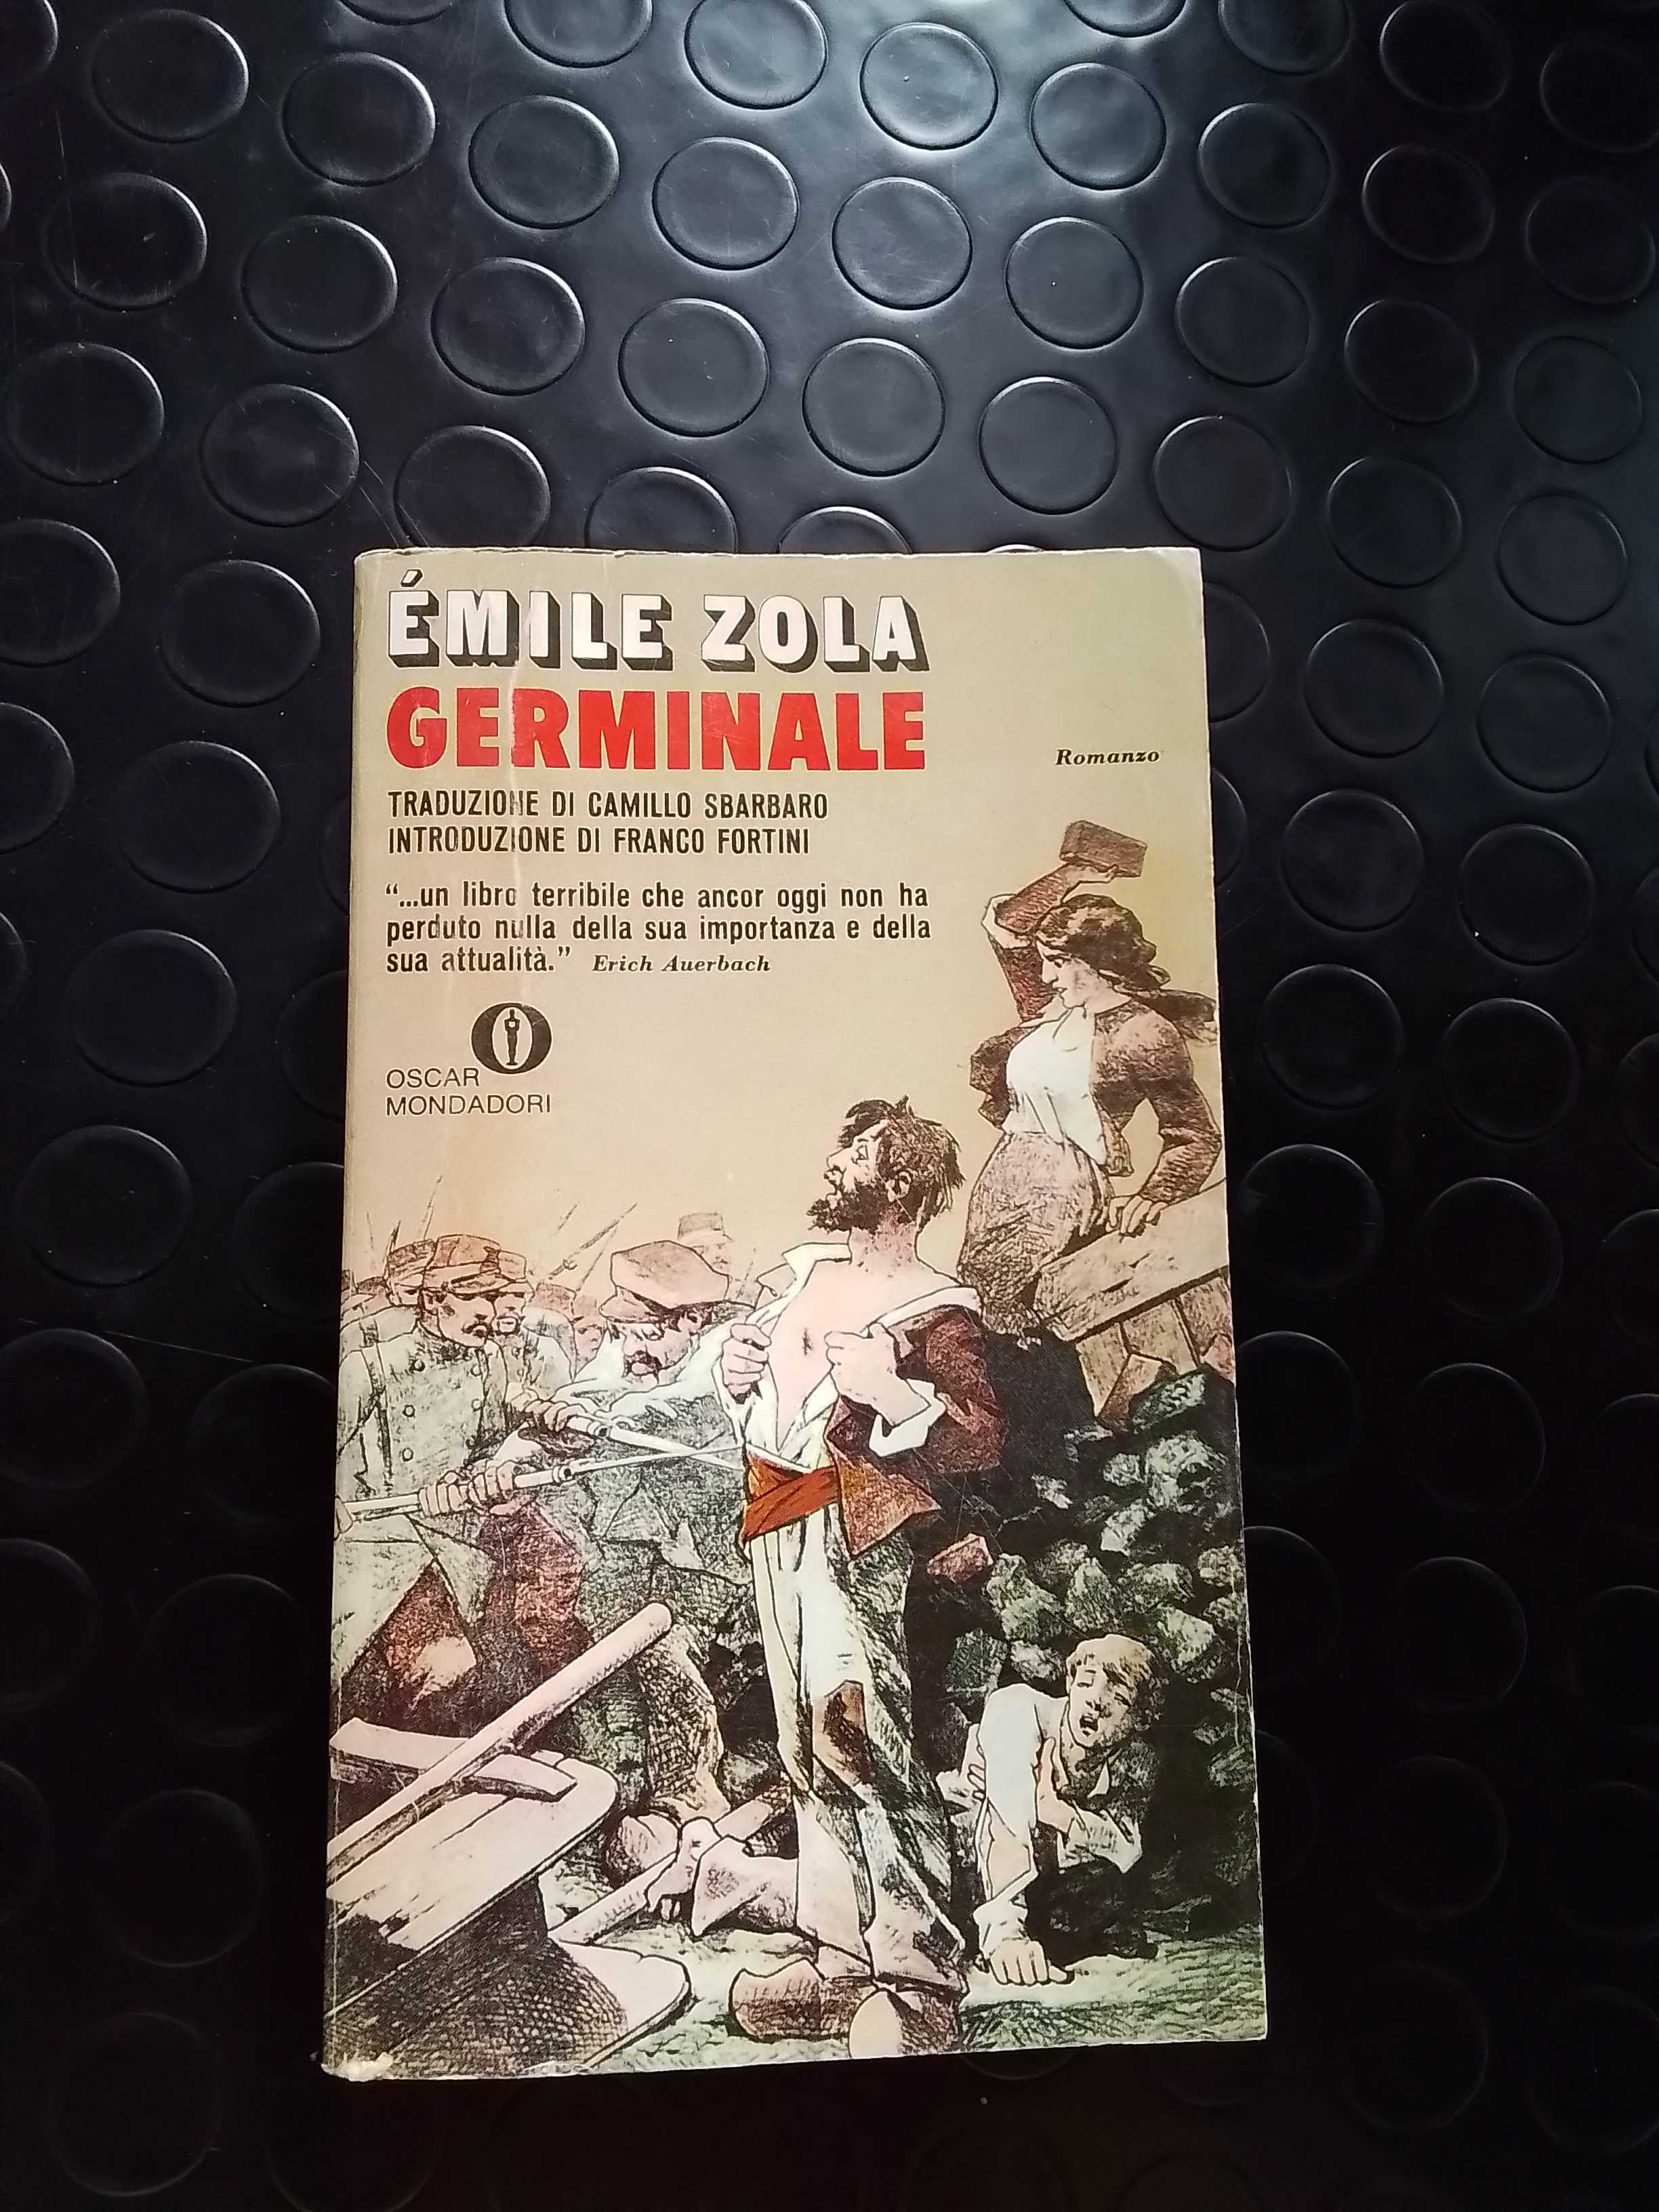 ÉMILE ZOLA
GERMINALE
Romanzo
TRADUZIONE DI CAMILLO SBARBARO
INTRODUZIONE DI FRANCO FORTINI
“...un libro terribile che ancor oggi non ha
perduto nulla della sua importanza e della
sua attualità.” Erich Auerbach
OSCAR
MONDADORI